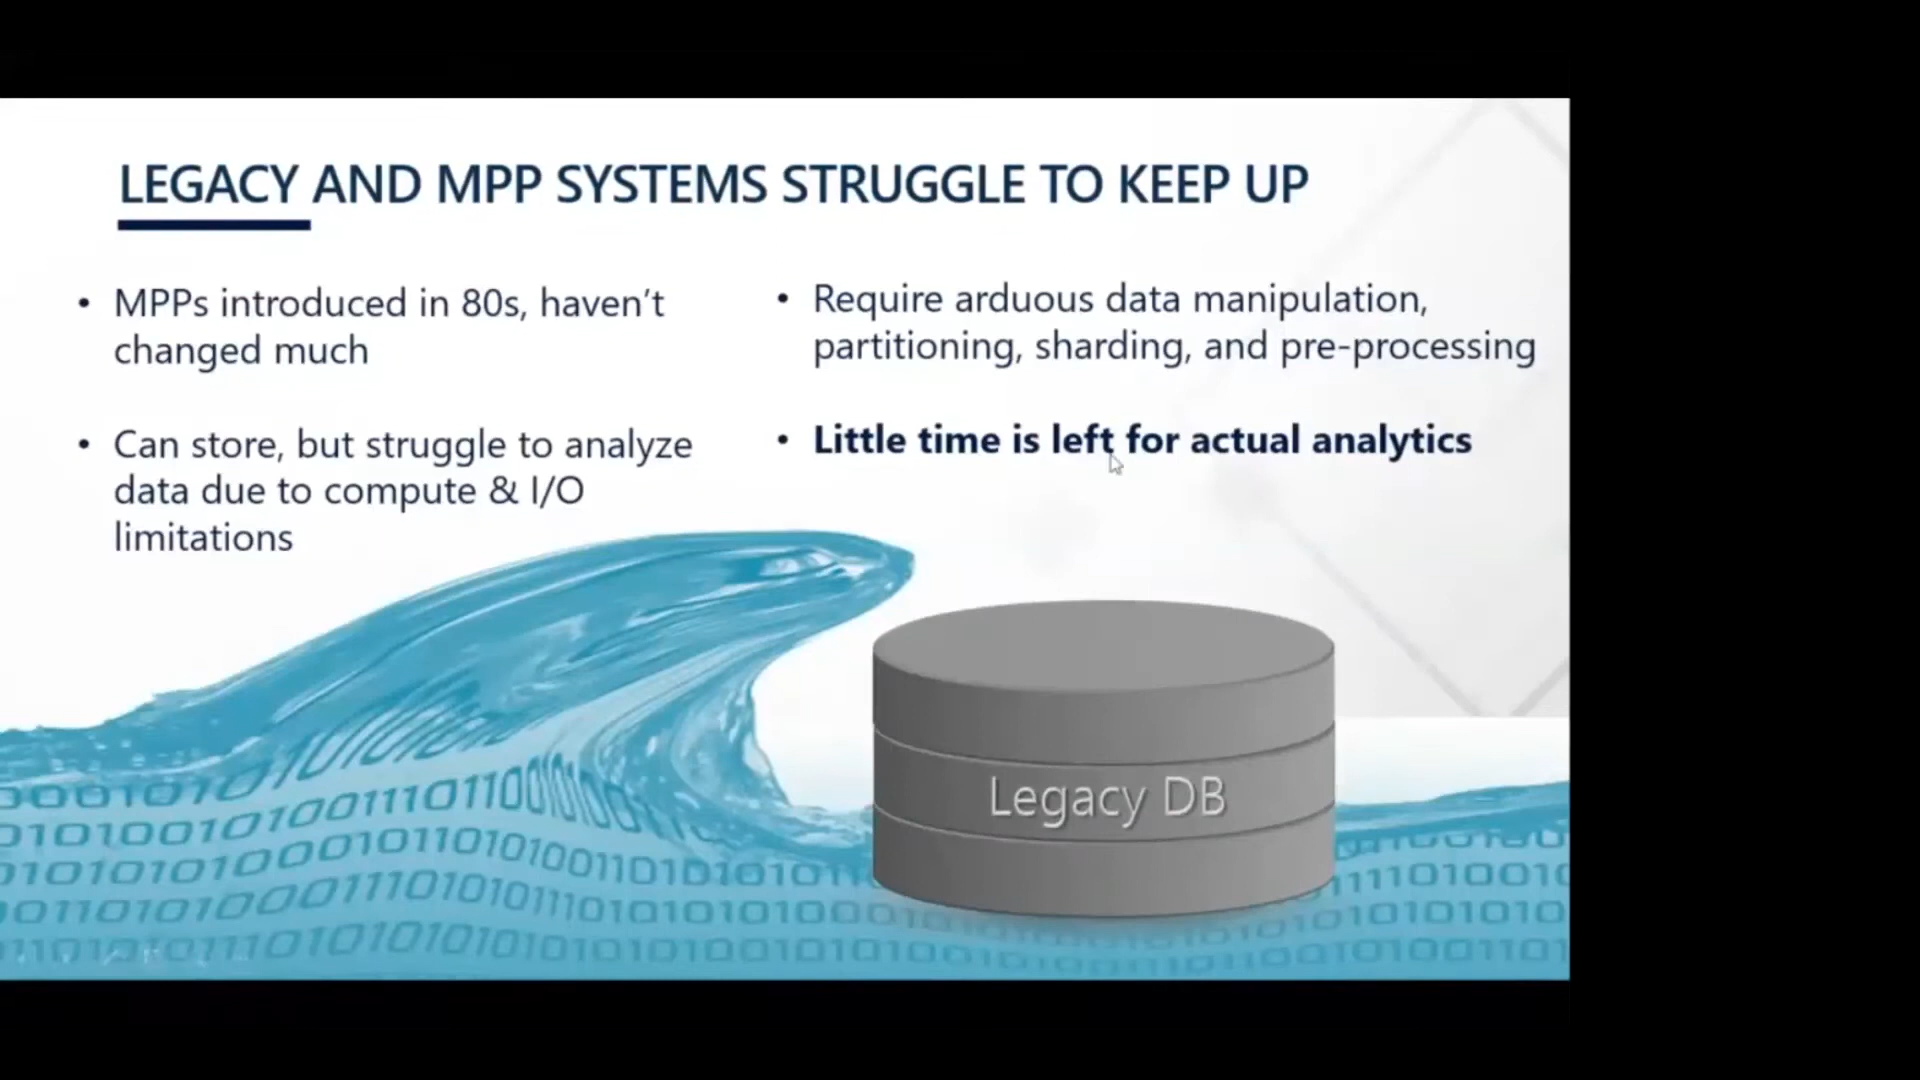 LEGACY AND MPP SYSTEMS STRUGGLE TO KEEP UP
• MPPs introduced in 80s, haven't
changed much
• Can store, but struggle to analyze
data due to compute & I/O
limitations
• Require arduous data manipulation,
partitioning, sharding, and pre-processing
• Little time is left for actual analytics
Legacy DB